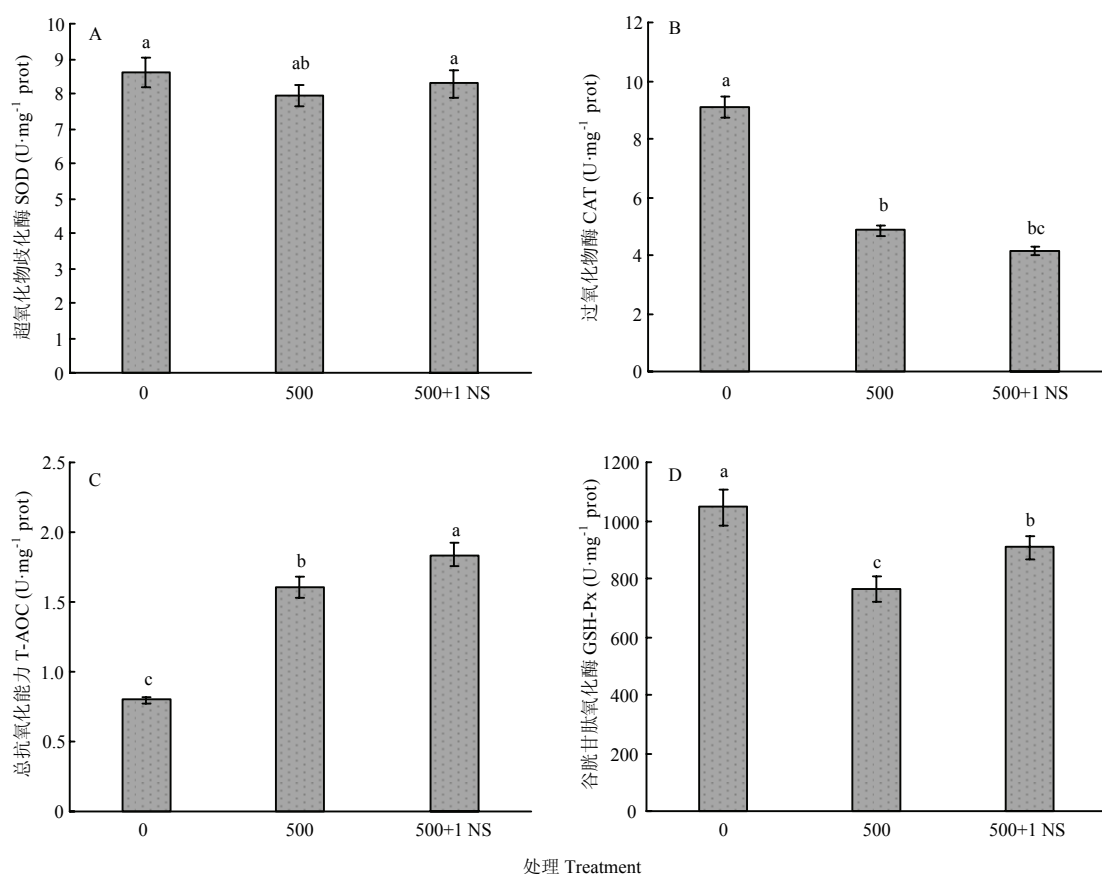 A
超氧化物歧化酶 SOD (U·mg⁻¹ prot)
10
9
8
7
6
5
4
3
2
1
0
a
ab
a
0
500
500+1 NS
B
过氧化物酶 CAT (U·mg⁻¹ prot)
12
10
8
6
4
2
0
a
b
bc
0
500
500+1 NS
C
总抗氧化能力 T-AOC (U·mg⁻¹ prot)
2.5
2.0
1.5
1.0
0.5
0
c
b
a
0
500
500+1 NS
D
谷胱甘肽氧化酶 GSH-Px (U·mg⁻¹ prot)
1200
1000
800
600
400
200
0
a
c
b
0
500
500+1 NS
处理 Treatment